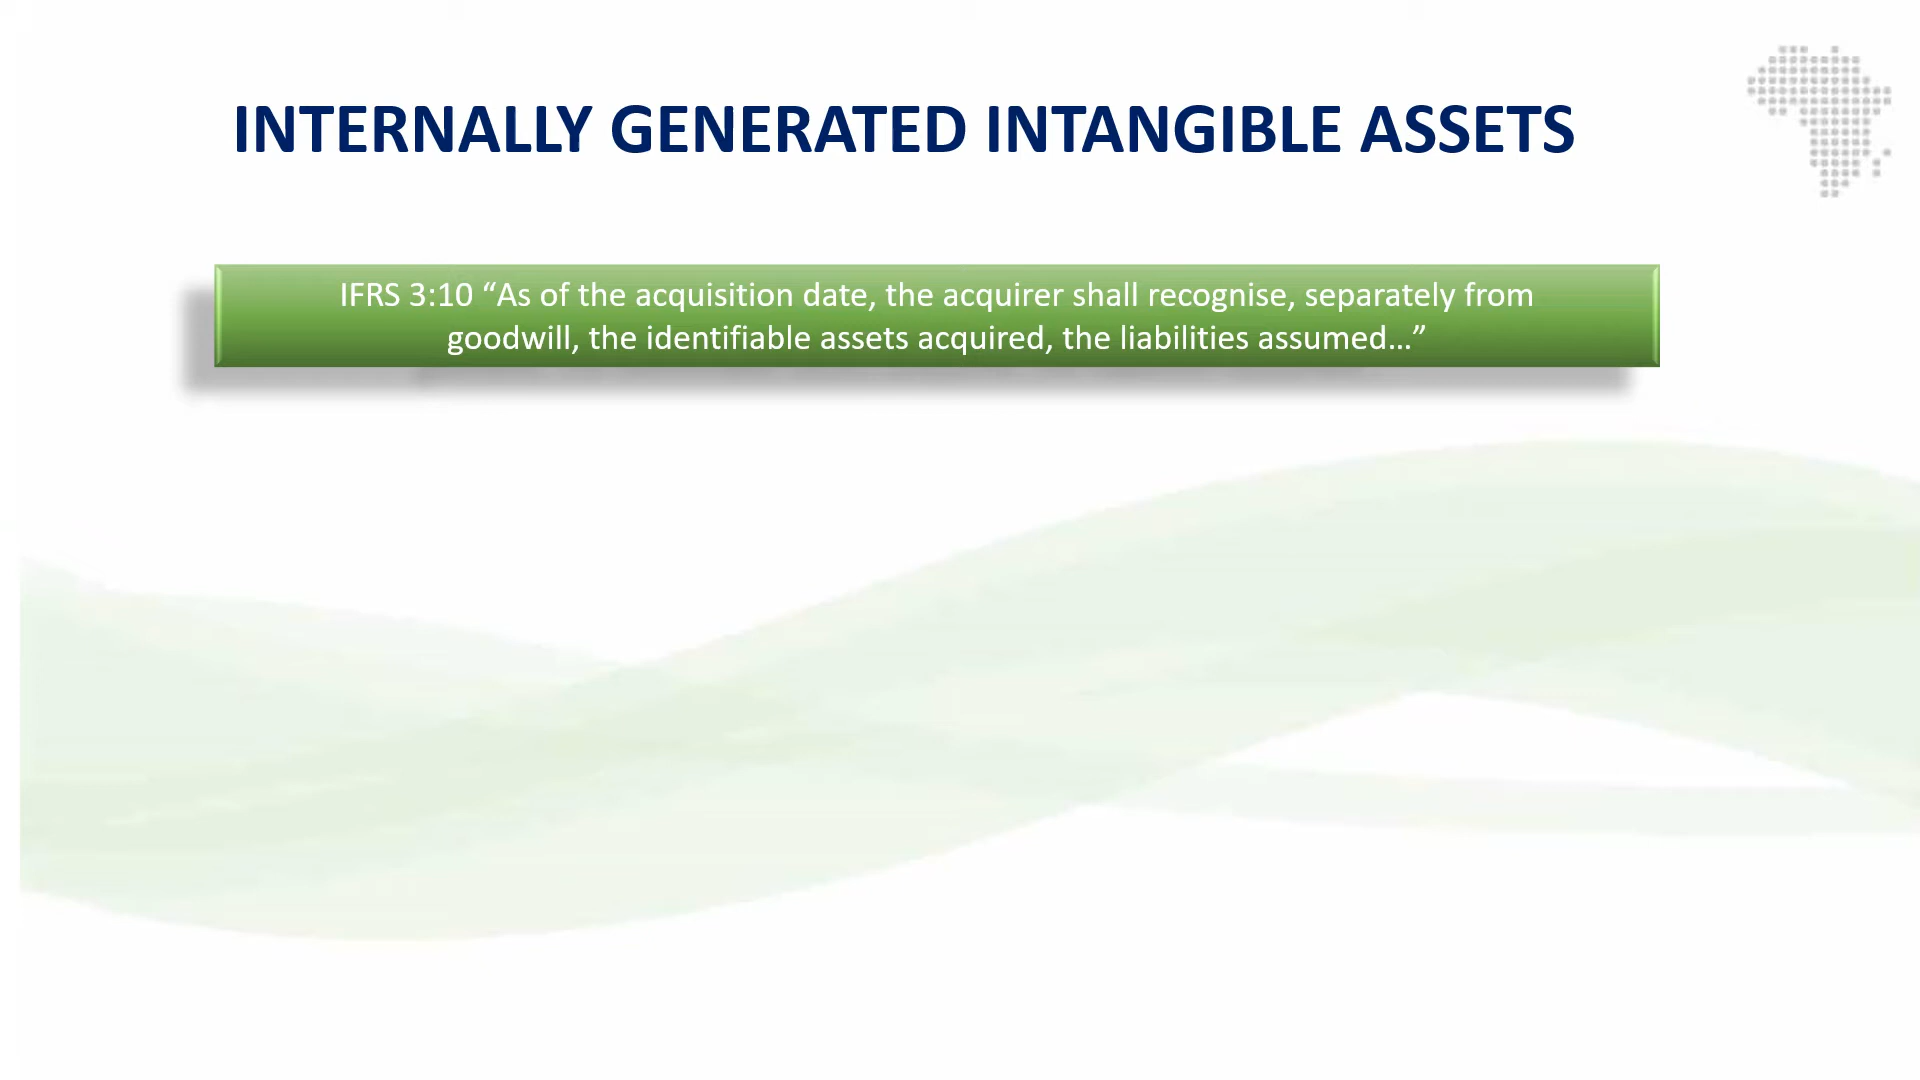 INTERNALLY GENERATED INTANGIBLE ASSETS
IFRS 3:10 “As of the acquisition date, the acquirer shall recognise, separately from
goodwill, the identifiable assets acquired, the liabilities assumed…”